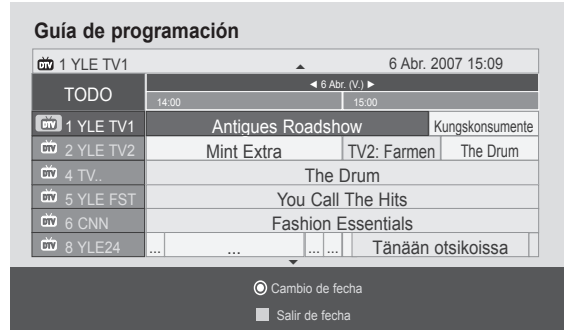 Guía de programación
DTV 1 YLE TV1 ▲ 6 Abr. 2007 15:09
TODO ◄ 6 Abr. (V.) ►
14:00 15:00
DTV 1 YLE TV1 Antigues Roadshow Kungskonsumente
DTV 2 YLE TV2 Mint Extra TV2: Farmen The Drum
DTV 4 TV.. The Drum
DTV 5 YLE FST You Call The Hits
DTV 6 CNN Fashion Essentials
DTV 8 YLE24 ... ... ... ... Tänään otsikoissa
▼
Cambio de fecha
Salir de fecha